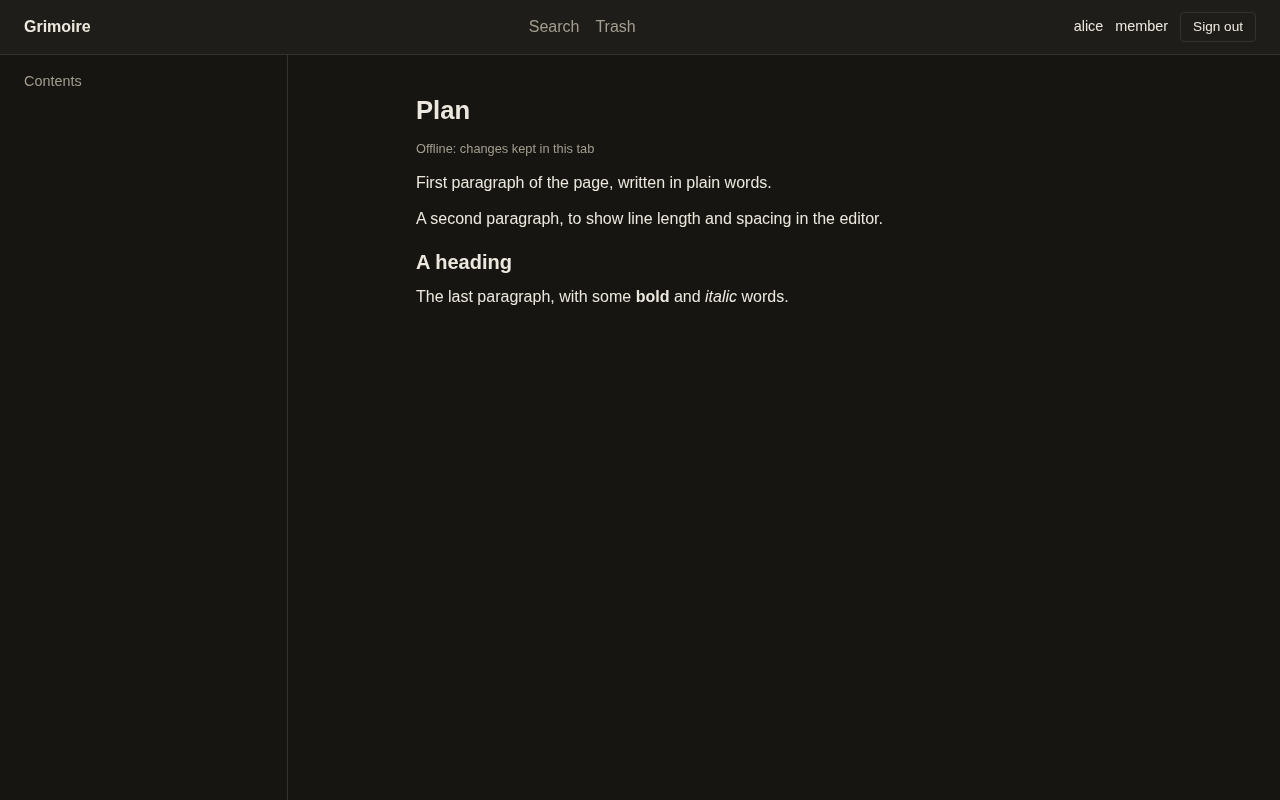 Grimoire
Search Trash
alice member Sign out
Contents
Plan
Offline: changes kept in this tab
First paragraph of the page, written in plain words.
A second paragraph, to show line length and spacing in the editor.
A heading
The last paragraph, with some bold and italic words.